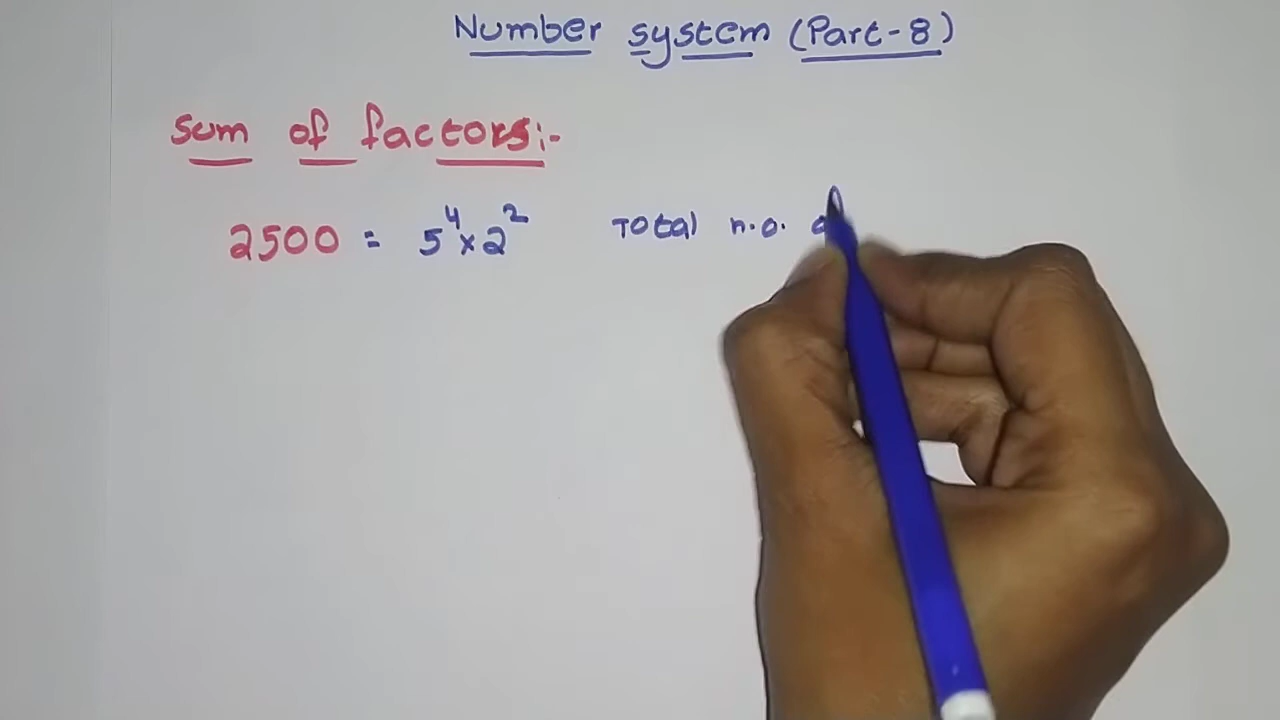 Number system (Part-8)
Sum of factors:-
2500 = 5⁴×2² Total n.o. o